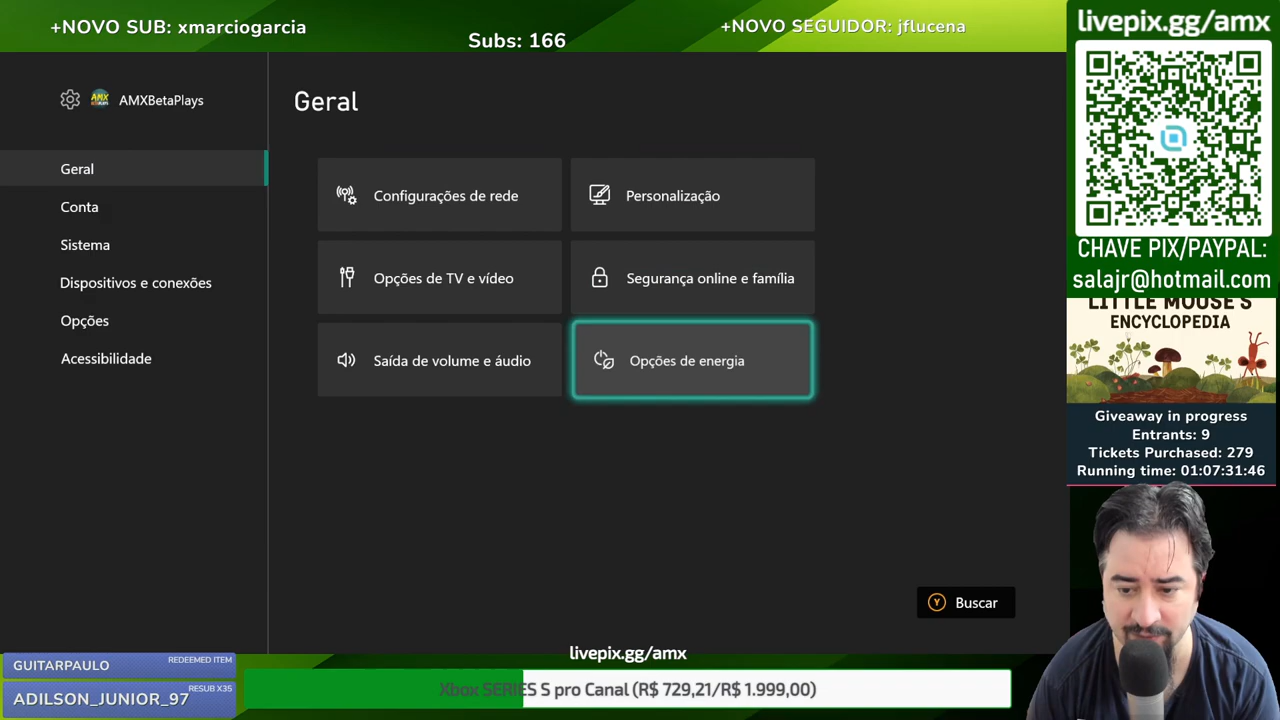 +NOVO SUB: xmarciogarcia
Subs: 166
+NOVO SEGUIDOR: jflucena
livepix.gg/amx
AMX
AMXBetaPlays
Geral
Conta
Sistema
Dispositivos e conexões
Opções
Acessibilidade
Geral
Configurações de rede
Personalização
Opções de TV e vídeo
Segurança online e família
Saída de volume e áudio
Opções de energia
Y Buscar
CHAVE PIX/PAYPAL:
salajr@hotmail.com
LITTLE MOUSE'S
ENCYCLOPEDIA
Giveaway in progress
Entrants: 9
Tickets Purchased: 279
Running time: 01:07:31:46
GUITARPAULO
REDEEMED ITEM
ADILSON_JUNIOR_97
RESUB X35
livepix.gg/amx
Xbox SERIES S pro Canal (R$ 729,21/R$ 1.999,00)